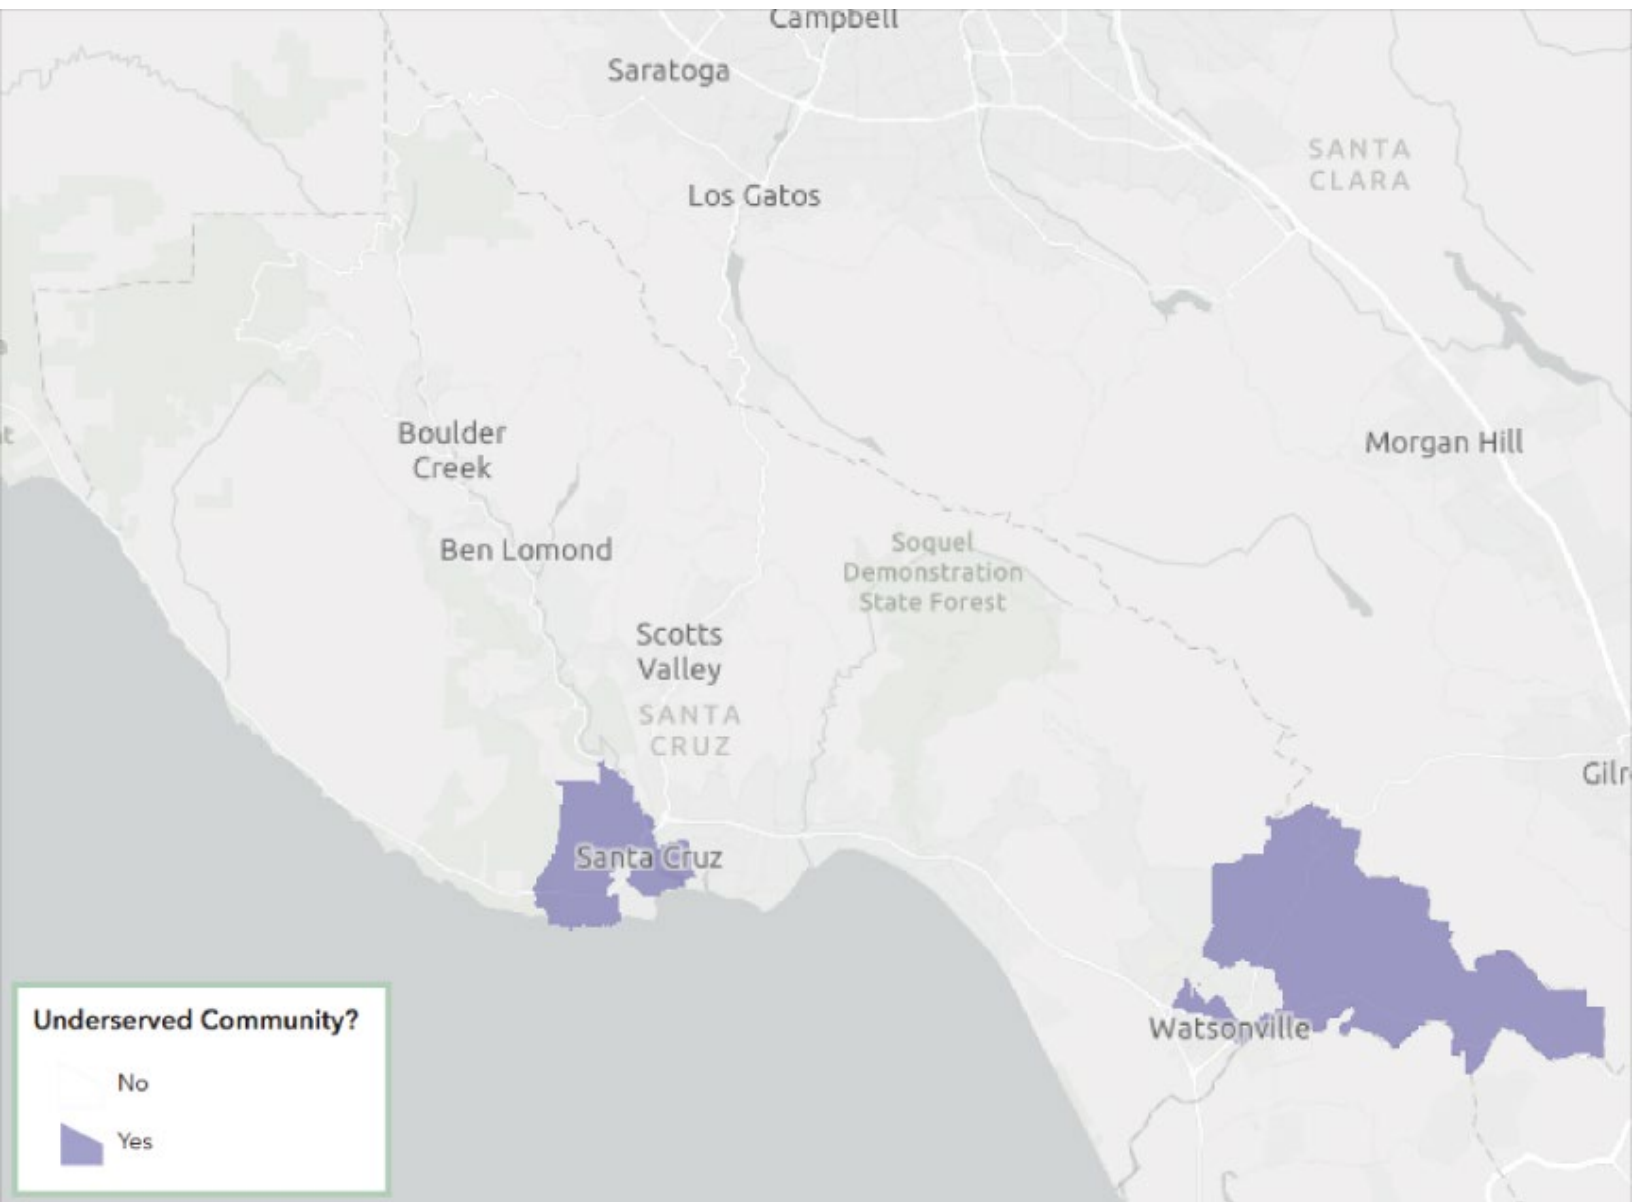 Campbell
Saratoga
SANTA
CLARA
Los Gatos
Boulder
Creek
Morgan Hill
Ben Lomond
Soquel
Demonstration
State Forest
Scotts
Valley
SANTA
CRUZ
Gilr
Santa Cruz
Watsonville
Underserved Community?
No
Yes